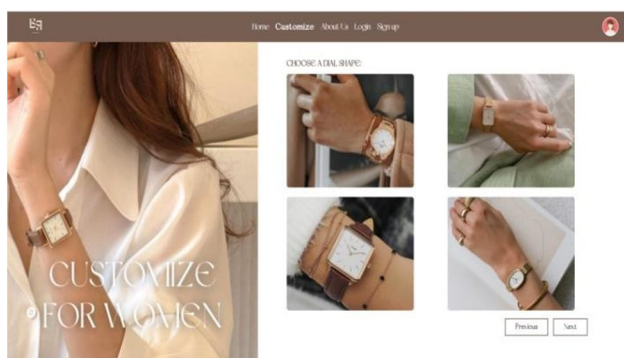 Home Customize About Us Login Sign up
CHOOSE A DIAL SHAPE:
CUSTOMIZE
FOR WOMEN
Previous Next